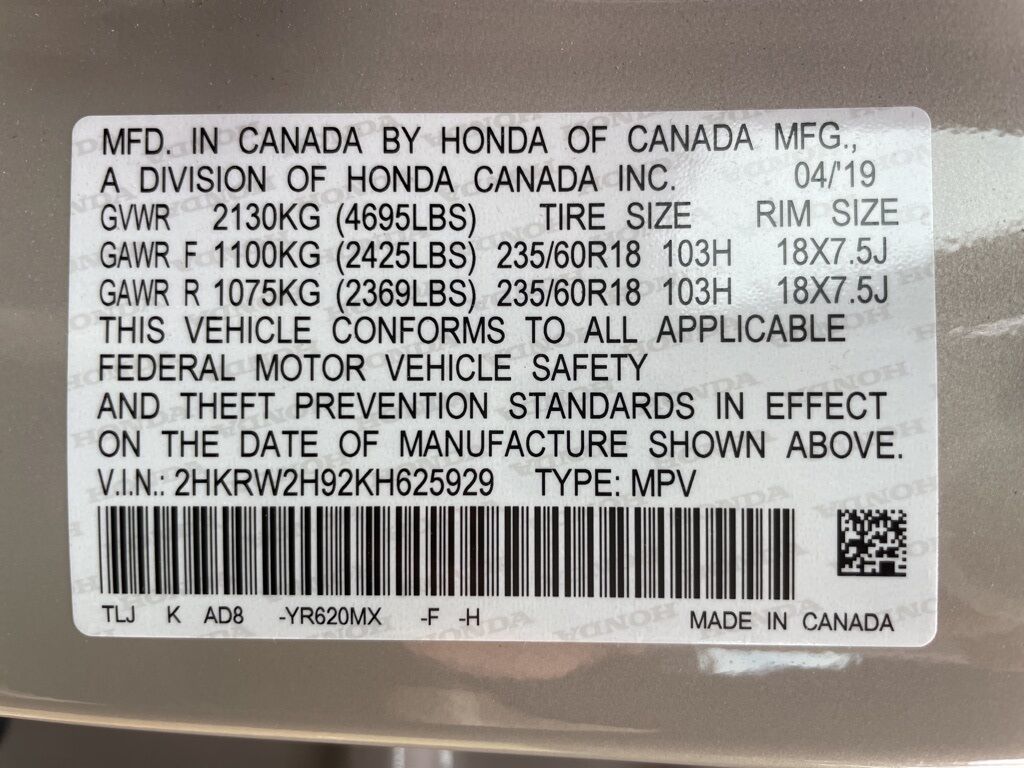 MFD. IN CANADA BY HONDA OF CANADA MFG.,
A DIVISION OF HONDA CANADA INC. 04/'19
GVWR 2130KG (4695LBS) TIRE SIZE RIM SIZE
GAWR F 1100KG (2425LBS) 235/60R18 103H 18X7.5J
GAWR R 1075KG (2369LBS) 235/60R18 103H 18X7.5J
THIS VEHICLE CONFORMS TO ALL APPLICABLE
FEDERAL MOTOR VEHICLE SAFETY
AND THEFT PREVENTION STANDARDS IN EFFECT
ON THE DATE OF MANUFACTURE SHOWN ABOVE.
V.I.N.: 2HKRW2H92KH625929 TYPE: MPV
TLJ K AD8 -YR620MX -F -H MADE IN CANADA